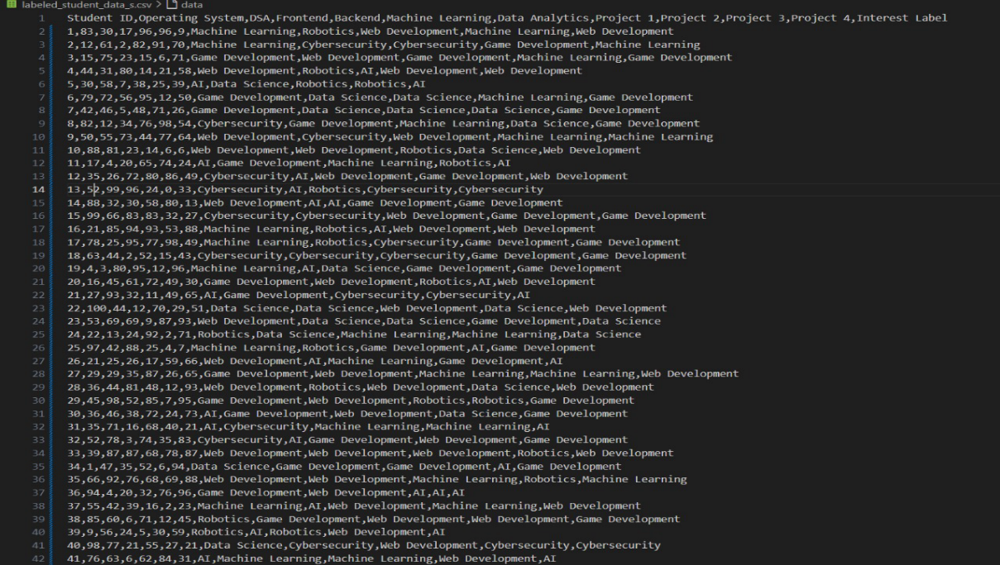 labeled_student_data_s.csv > data
1 Student ID,Operating System,DSA,Frontend,Backend,Machine Learning,Data Analytics,Project 1,Project 2,Project 3,Project 4,Interest Label
2 1,83,30,17,96,96,9,Machine Learning,Robotics,Web Development,Machine Learning,Web Development
3 2,12,61,2,82,91,70,Machine Learning,Cybersecurity,Cybersecurity,Game Development,Machine Learning
4 3,15,75,23,15,6,71,Game Development,Web Development,Game Development,Machine Learning,Game Development
5 4,44,31,80,14,21,58,Web Development,Robotics,AI,Web Development,Web Development
6 5,30,58,7,38,25,39,AI,Data Science,Robotics,Robotics,AI
7 6,79,72,56,95,12,50,Game Development,Data Science,Data Science,Machine Learning,Game Development
8 7,42,46,5,48,71,26,Game Development,Data Science,Data Science,Data Science,Game Development
9 8,82,12,34,76,98,54,Cybersecurity,Game Development,Machine Learning,Data Science,Game Development
10 9,50,55,73,44,77,64,Web Development,Cybersecurity,Web Development,Machine Learning,Machine Learning
11 10,88,81,23,14,6,6,Web Development,Web Development,Robotics,Data Science,Web Development
12 11,17,4,20,65,74,24,AI,Game Development,Machine Learning,Robotics,AI
13 12,35,26,72,80,86,49,Cybersecurity,AI,Web Development,Game Development,Web Development
14 13,52,99,96,24,0,33,Cybersecurity,AI,Robotics,Cybersecurity,Cybersecurity
15 14,88,32,30,58,80,13,Web Development,AI,AI,Game Development,Game Development
16 15,99,66,83,83,32,27,Cybersecurity,Cybersecurity,Web Development,Game Development,Game Development
17 16,21,85,94,93,53,88,Machine Learning,Robotics,AI,Web Development,Web Development
18 17,78,25,95,77,98,49,Machine Learning,Robotics,Cybersecurity,Game Development,Game Development
19 18,63,44,2,52,15,43,Cybersecurity,Cybersecurity,Cybersecurity,Game Development,Game Development
20 19,4,3,80,95,12,96,Machine Learning,AI,Data Science,Game Development,Game Development
21 20,16,45,61,72,49,30,Game Development,Web Development,Robotics,AI,Web Development
22 21,27,93,32,11,49,65,AI,Game Development,Cybersecurity,Cybersecurity,AI
23 22,100,44,12,70,29,51,Data Science,Data Science,Web Development,Data Science,Web Development
24 23,53,69,69,9,87,93,Web Development,Data Science,Data Science,Game Development,Data Science
25 24,22,13,24,92,2,71,Robotics,Data Science,Machine Learning,Machine Learning,Data Science
26 25,97,42,88,25,4,7,Machine Learning,Robotics,Game Development,AI,Game Development
27 26,21,25,26,17,59,66,Web Development,AI,Machine Learning,Game Development,AI
28 27,29,29,35,87,26,65,Game Development,Web Development,Machine Learning,Machine Learning,Web Development
29 28,36,44,81,48,12,93,Web Development,Robotics,Web Development,Data Science,Web Development
30 29,45,98,52,85,7,95,Game Development,Web Development,Robotics,Robotics,Game Development
31 30,36,46,38,72,24,73,AI,Game Development,Web Development,Data Science,Game Development
32 31,35,71,16,68,40,21,AI,Cybersecurity,Machine Learning,Machine Learning,AI
33 32,52,78,3,74,35,83,Cybersecurity,AI,Game Development,Web Development,Game Development
34 33,39,87,87,68,78,87,Web Development,Web Development,Web Development,Robotics,Web Development
35 34,1,47,35,52,6,94,Data Science,Game Development,Game Development,AI,Game Development
36 35,66,92,76,68,69,88,Web Development,Web Development,Machine Learning,Robotics,Machine Learning
37 36,94,4,20,32,76,96,Game Development,Web Development,AI,AI,AI
38 37,55,42,39,16,2,23,Machine Learning,AI,Web Development,Machine Learning,Web Development
39 38,85,60,6,71,12,45,Robotics,Game Development,Web Development,Web Development,Game Development
40 39,9,56,24,5,30,59,Robotics,AI,Robotics,Web Development,AI
41 40,98,77,21,55,27,21,Data Science,Cybersecurity,Web Development,Cybersecurity,Cybersecurity
42 41,76,63,6,62,84,31,AI,Machine Learning,Machine Learning,Web Development,AI